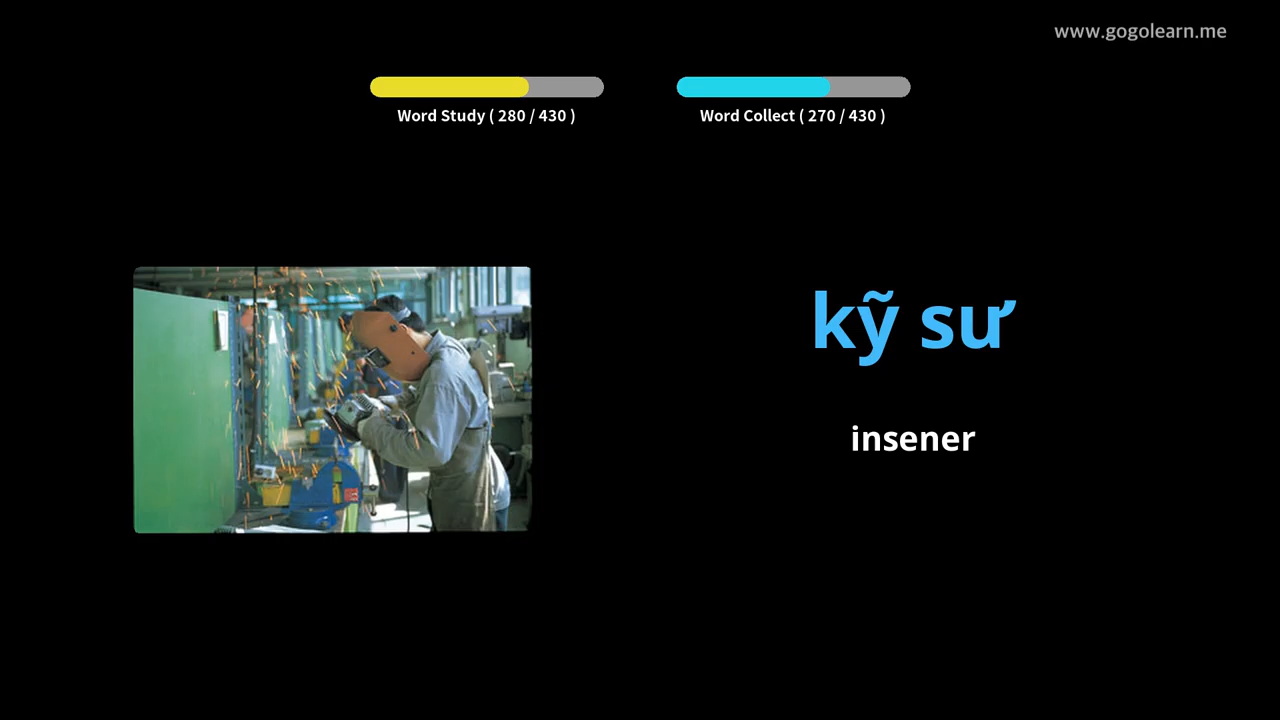 www.gogolearn.me
Word Study ( 280 / 430 )
Word Collect ( 270 / 430 )
kỹ sư
insener